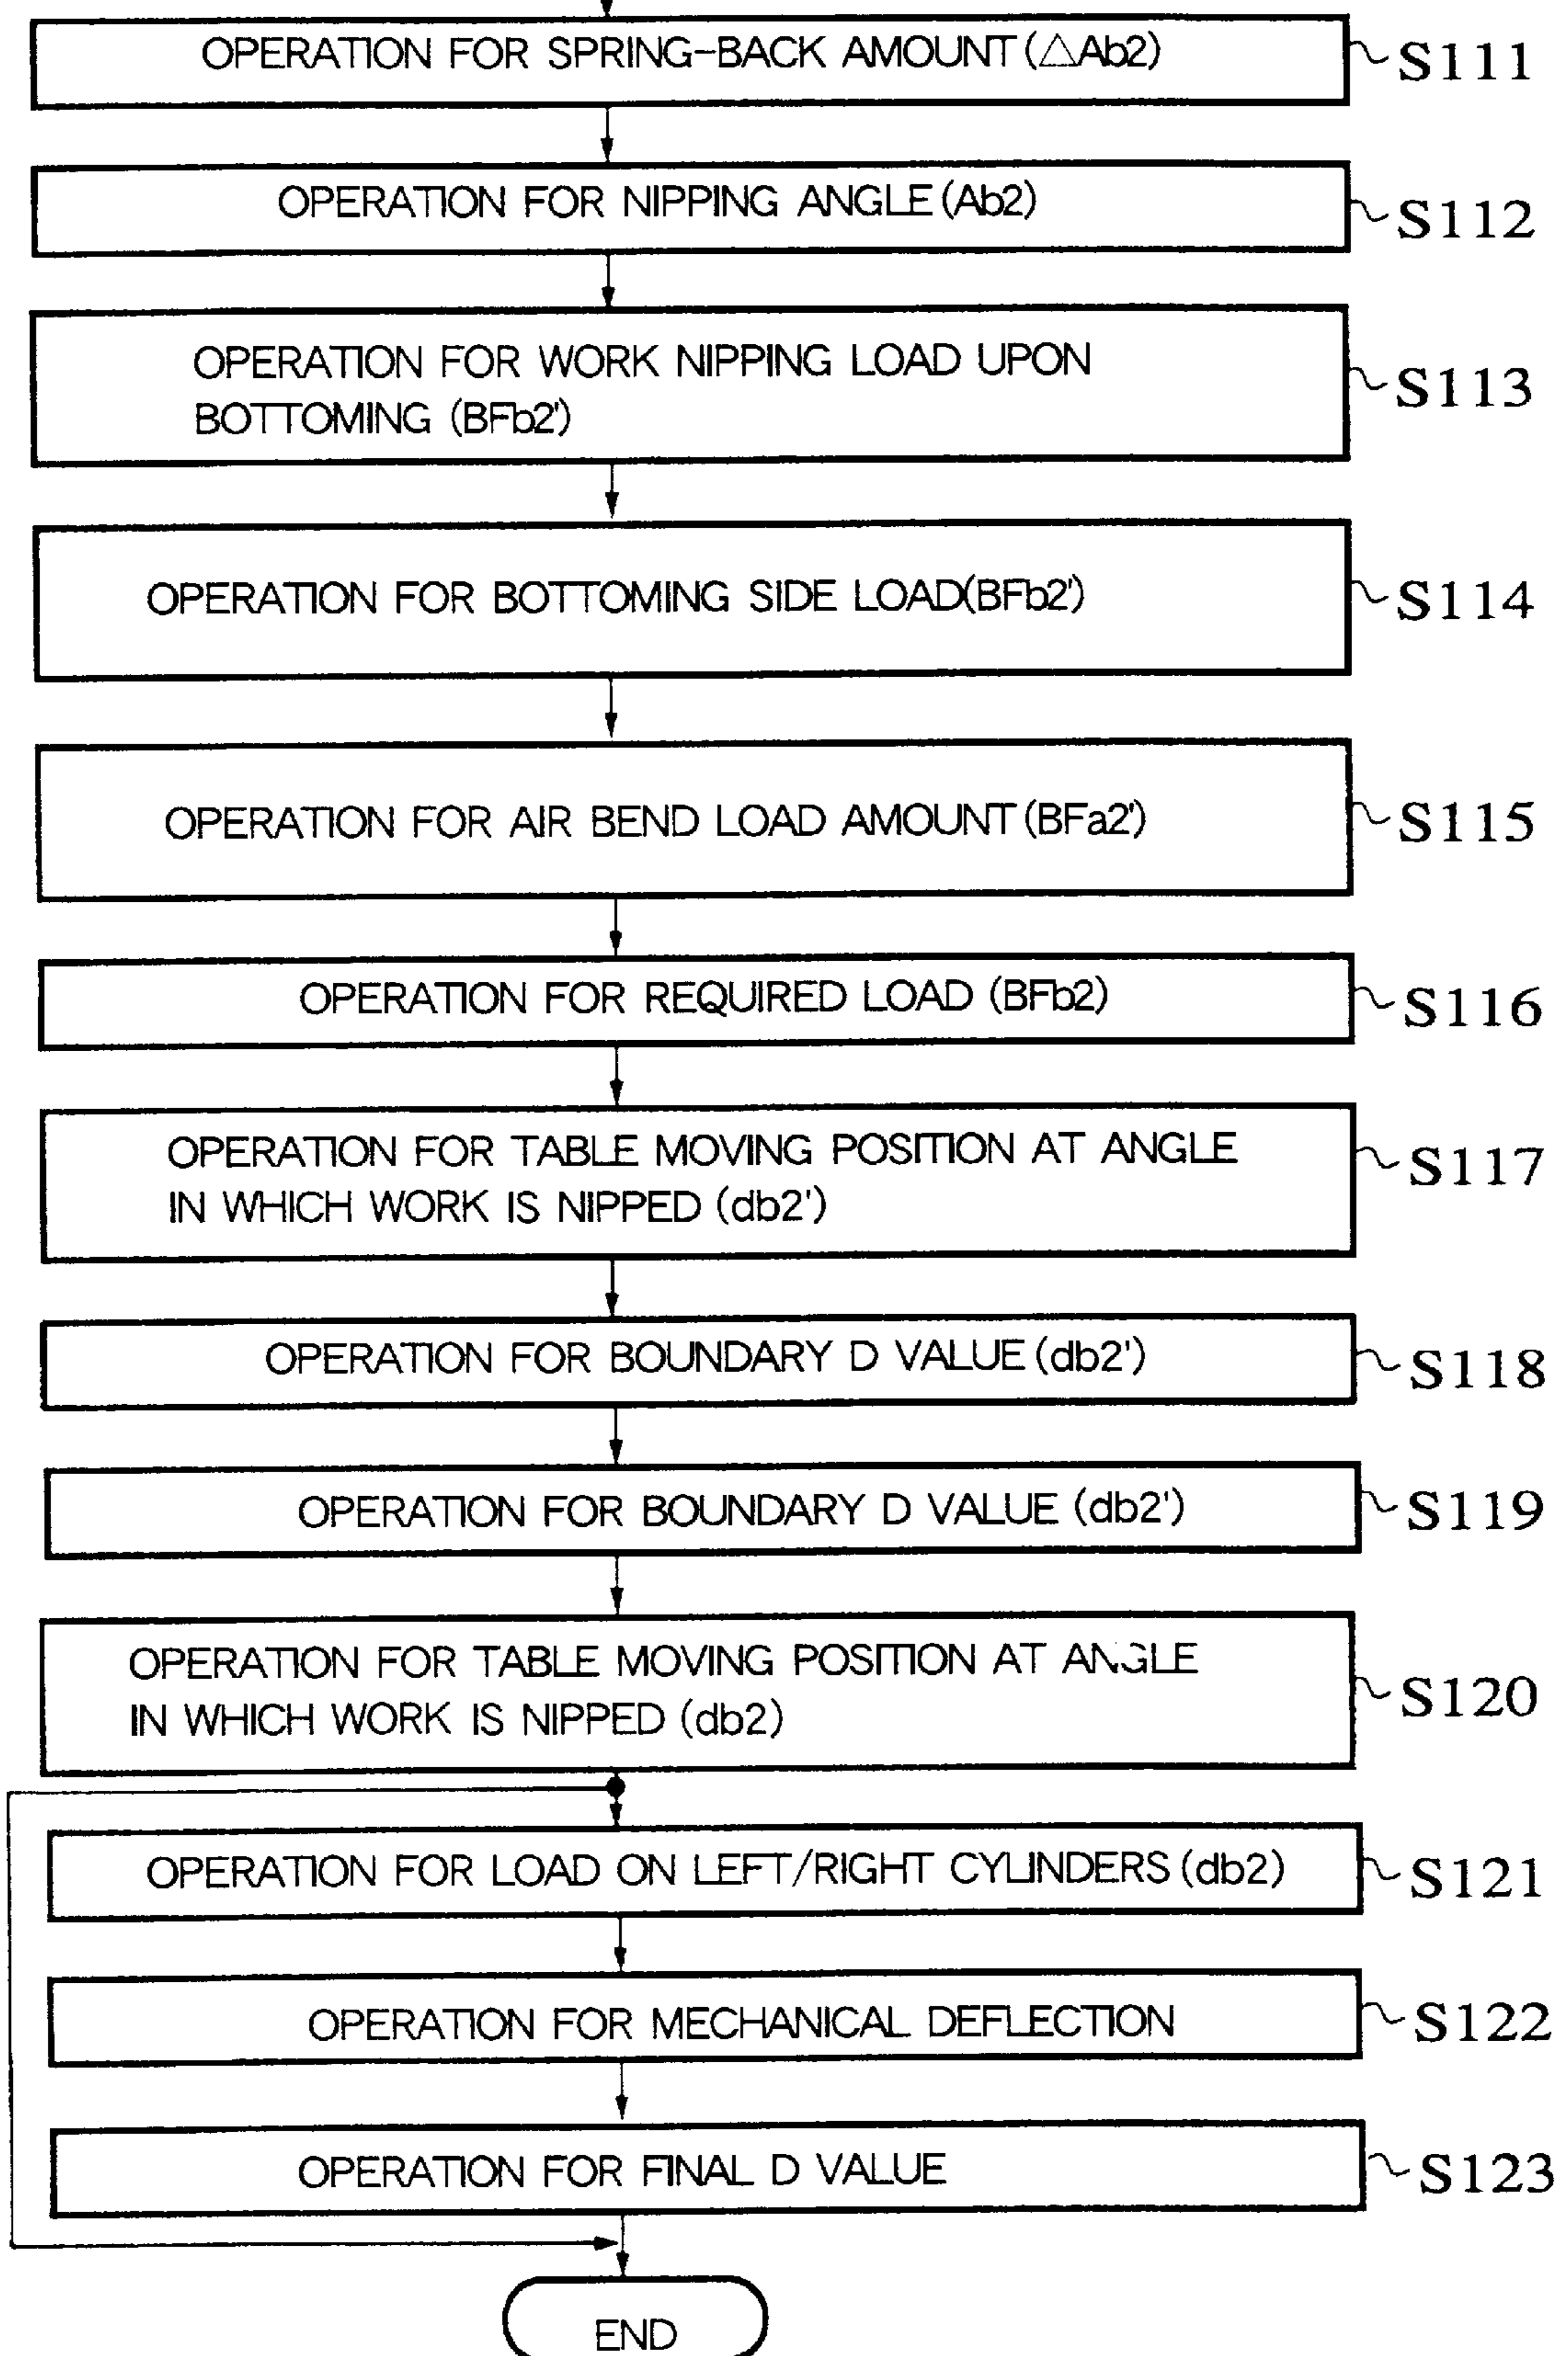 OPERATION FOR SPRING-BACK AMOUNT (△Ab2)
S111
OPERATION FOR NIPPING ANGLE (Ab2)
S112
OPERATION FOR WORK NIPPING LOAD UPON
BOTTOMING (BFb2')
S113
OPERATION FOR BOTTOMING SIDE LOAD(BFb2')
S114
OPERATION FOR AIR BEND LOAD AMOUNT (BFa2')
S115
OPERATION FOR REQUIRED LOAD (BFb2)
S116
OPERATION FOR TABLE MOVING POSITION AT ANGLE
IN WHICH WORK IS NIPPED (db2')
S117
OPERATION FOR BOUNDARY D VALUE (db2')
S118
OPERATION FOR BOUNDARY D VALUE (db2')
S119
OPERATION FOR TABLE MOVING POSITION AT ANGLE
IN WHICH WORK IS NIPPED (db2)
S120
OPERATION FOR LOAD ON LEFT/RIGHT CYLINDERS (db2)
S121
OPERATION FOR MECHANICAL DEFLECTION
S122
OPERATION FOR FINAL D VALUE
S123
END